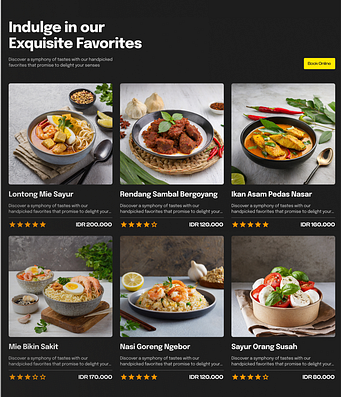 Indulge in our
Exquisite Favorites
Discover a symphony of tastes with our handpicked
favorites that promise to delight your senses
Book Online
Lontong Mie Sayur
Rendang Sambal Bergoyang
Ikan Asam Pedas Nasar
Discover a symphony of tastes with our
handpicked favorites that promise to delight your...
Discover a symphony of tastes with our
handpicked favorites that promise to delight your...
Discover a symphony of tastes with our
handpicked favorites that promise to delight your...
IDR 200.000
IDR 120.000
IDR 160.000
Mie Bikin Sakit
Nasi Goreng Ngebor
Sayur Orang Susah
Discover a symphony of tastes with our
handpicked favorites that promise to delight your...
Discover a symphony of tastes with our
handpicked favorites that promise to delight your...
Discover a symphony of tastes with our
handpicked favorites that promise to delight your...
IDR 170.000
IDR 120.000
IDR 80.000